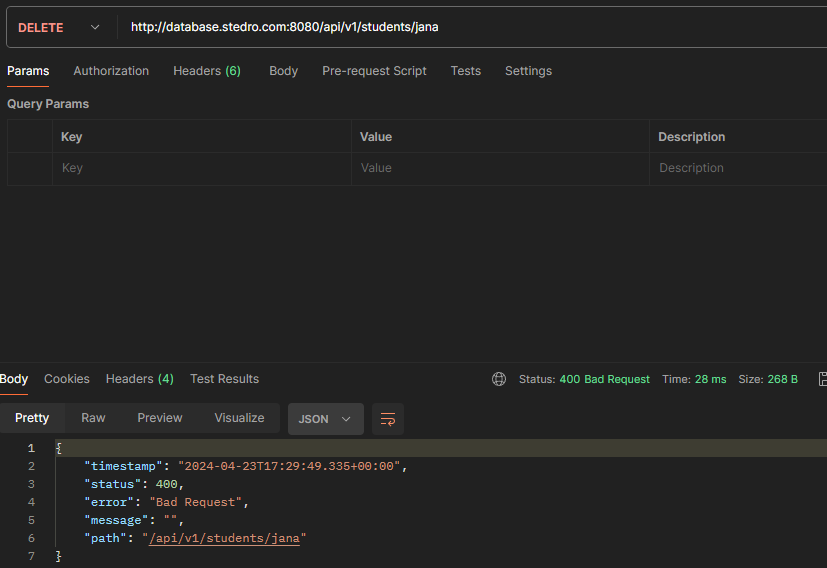 DELETE http://database.stedro.com:8080/api/v1/students/jana
Params Authorization Headers (6) Body Pre-request Script Tests Settings
Query Params
Key Value Description
Key Value Description
Body Cookies Headers (4) Test Results Status: 400 Bad Request Time: 28 ms Size: 268 B
Pretty Raw Preview Visualize JSON
1 {
2 "timestamp": "2024-04-23T17:29:49.335+00:00",
3 "status": 400,
4 "error": "Bad Request",
5 "message": "",
6 "path": "/api/v1/students/jana"
7 }